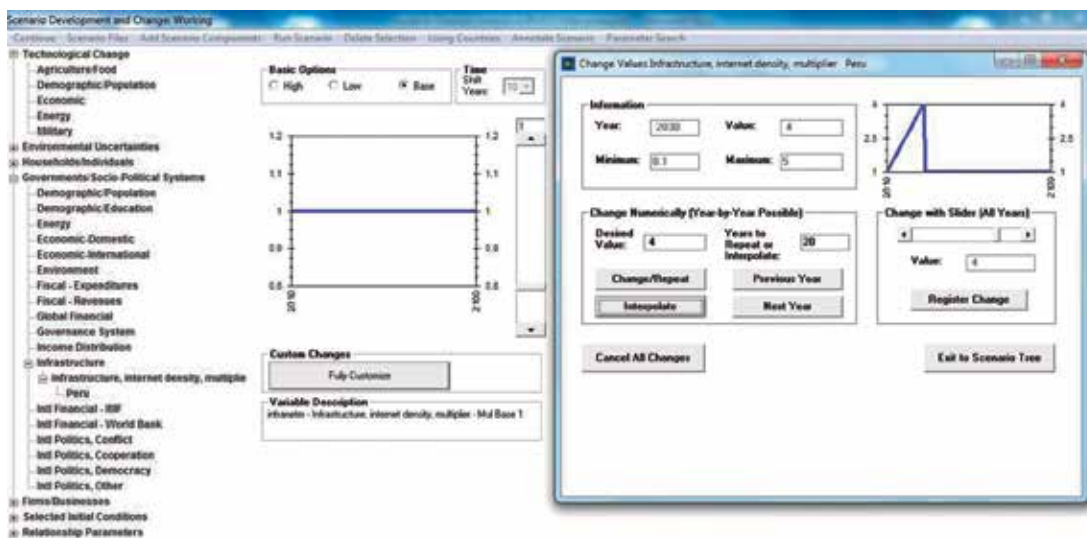 Scenario Development and Change: Working
Continue Scenario Files Add Scenario Components Run Scenario Delete Selection Using Countries Annotate Scenario Parameter Search
Technological Change
Agriculture/Food
Demographic/Population
Economic
Energy
Military
Environmental Uncertainties
Households/Individuals
Governments/Socio-Political Systems
Demographic/Population
Demographic/Education
Energy
Economic-Domestic
Economic-International
Environment
Fiscal - Expenditures
Fiscal - Revenues
Global Financial
Governance System
Income Distribution
Infrastructure
Infrastructure, internet density, multiplie
Peru
Intl Financial - IMF
Intl Financial - World Bank
Intl Politics, Conflict
Intl Politics, Cooperation
Intl Politics, Democracy
Intl Politics, Other
Firms/Businesses
Selected Initial Conditions
Relationship Parameters
Basic Options
High Low Base
Time
Shift
Years: 10
1
1.2 1.2
1.1 1.1
1 1
0.9 0.9
0.8 0.8
2010 2100
Custom Changes
Fully Customize
Variable Description
- Infrastructure, internet density, multiplier - Mul Base 1
Change Values Infrastructure, internet density, multiplier Peru
Information
Year: 2030 Value: 4
Minimum: 0.1 Maximum: 5
4 4
2.5 2.5
1 1
2010 2100
Change Numerically (Year-by-Year Possible)
Desired Value: 4
Years to Repeat or Interpolate: 20
Change/Repeat Previous Year
Interpolate Next Year
Change with Slider (All Years)
Value: 4
Register Change
Cancel All Changes Exit to Scenario Tree